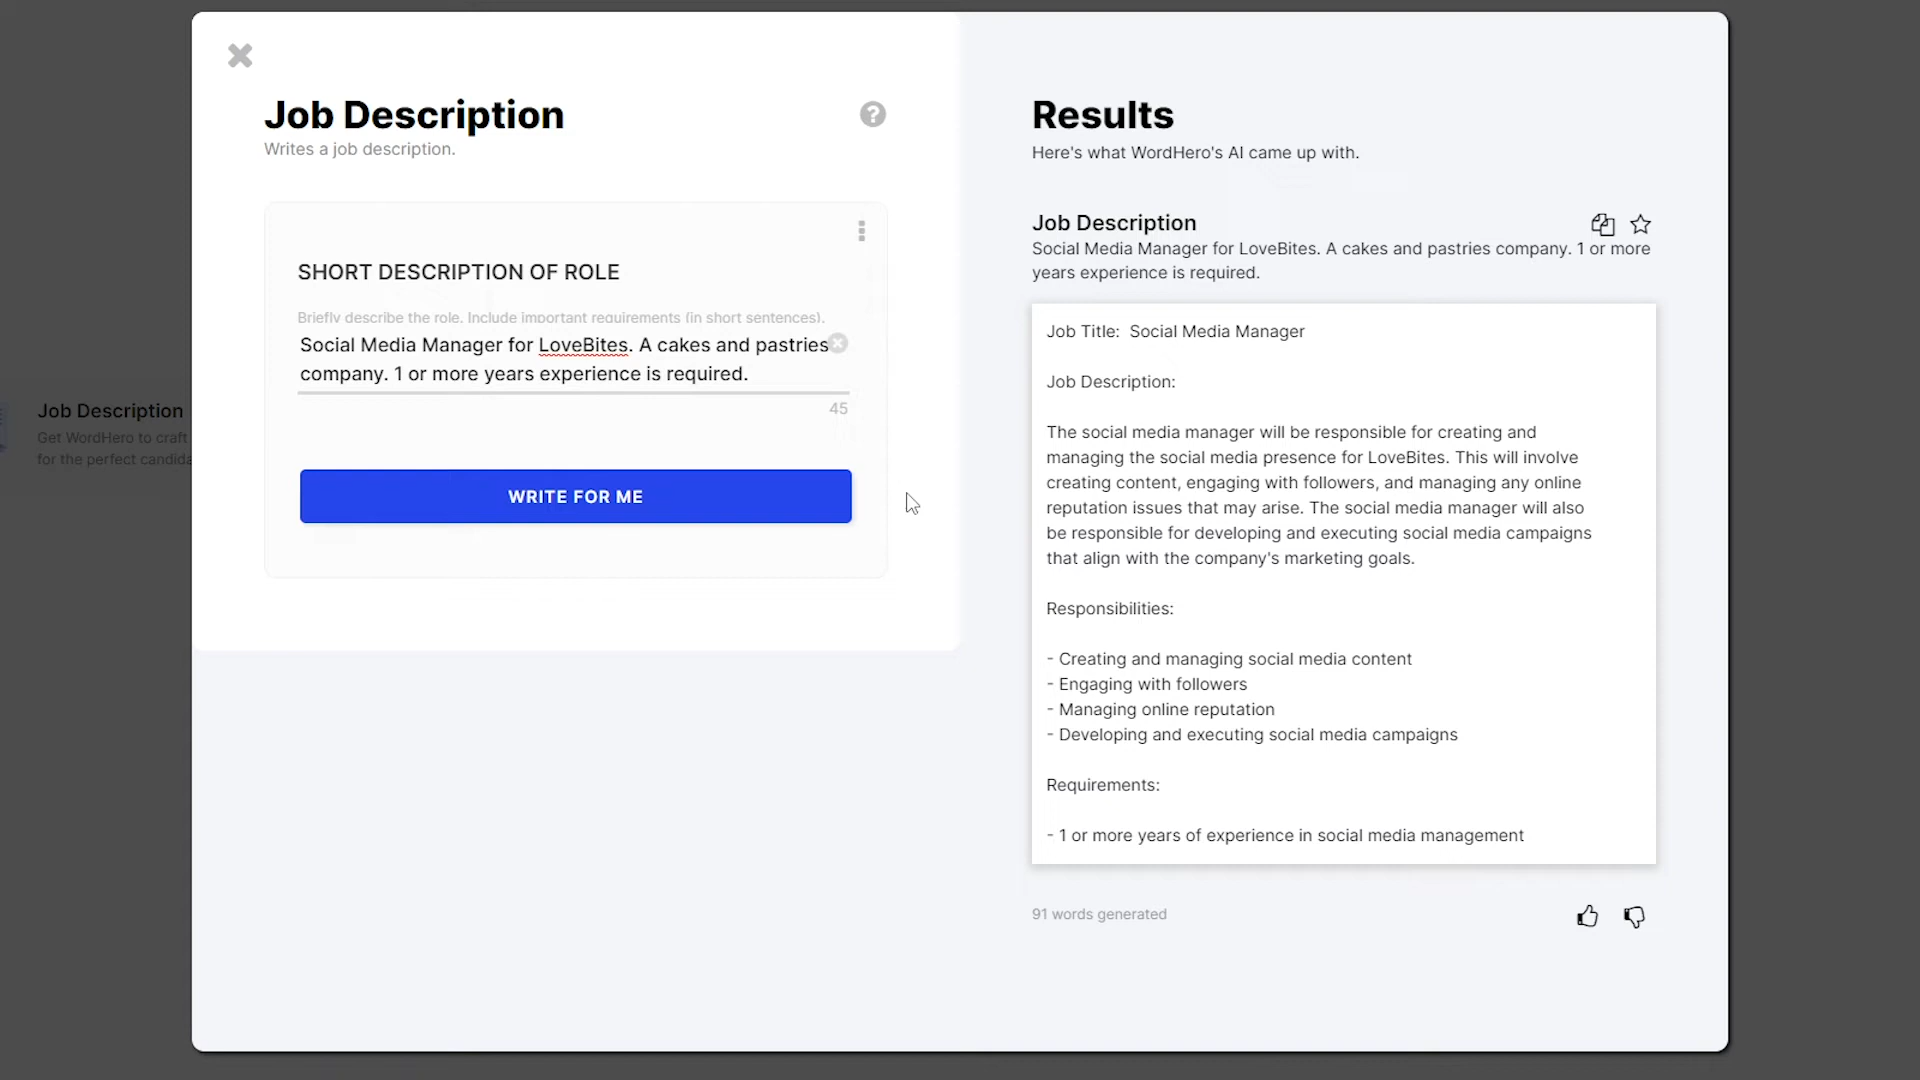 Job Description
Writes a job description.
SHORT DESCRIPTION OF ROLE
Briefly describe the role. Include important requirements (in short sentences).
Social Media Manager for LoveBites. A cakes and pastries
company. 1 or more years experience is required.
45
WRITE FOR ME
Job Description
Get WordHero to craft
for the perfect candida
Results
Here's what WordHero's AI came up with.
Job Description
Social Media Manager for LoveBites. A cakes and pastries company. 1 or more
years experience is required.
Job Title:  Social Media Manager
Job Description:
The social media manager will be responsible for creating and
managing the social media presence for LoveBites. This will involve
creating content, engaging with followers, and managing any online
reputation issues that may arise. The social media manager will also
be responsible for developing and executing social media campaigns
that align with the company's marketing goals.
Responsibilities:
- Creating and managing social media content
- Engaging with followers
- Managing online reputation
- Developing and executing social media campaigns
Requirements:
- 1 or more years of experience in social media management
91 words generated